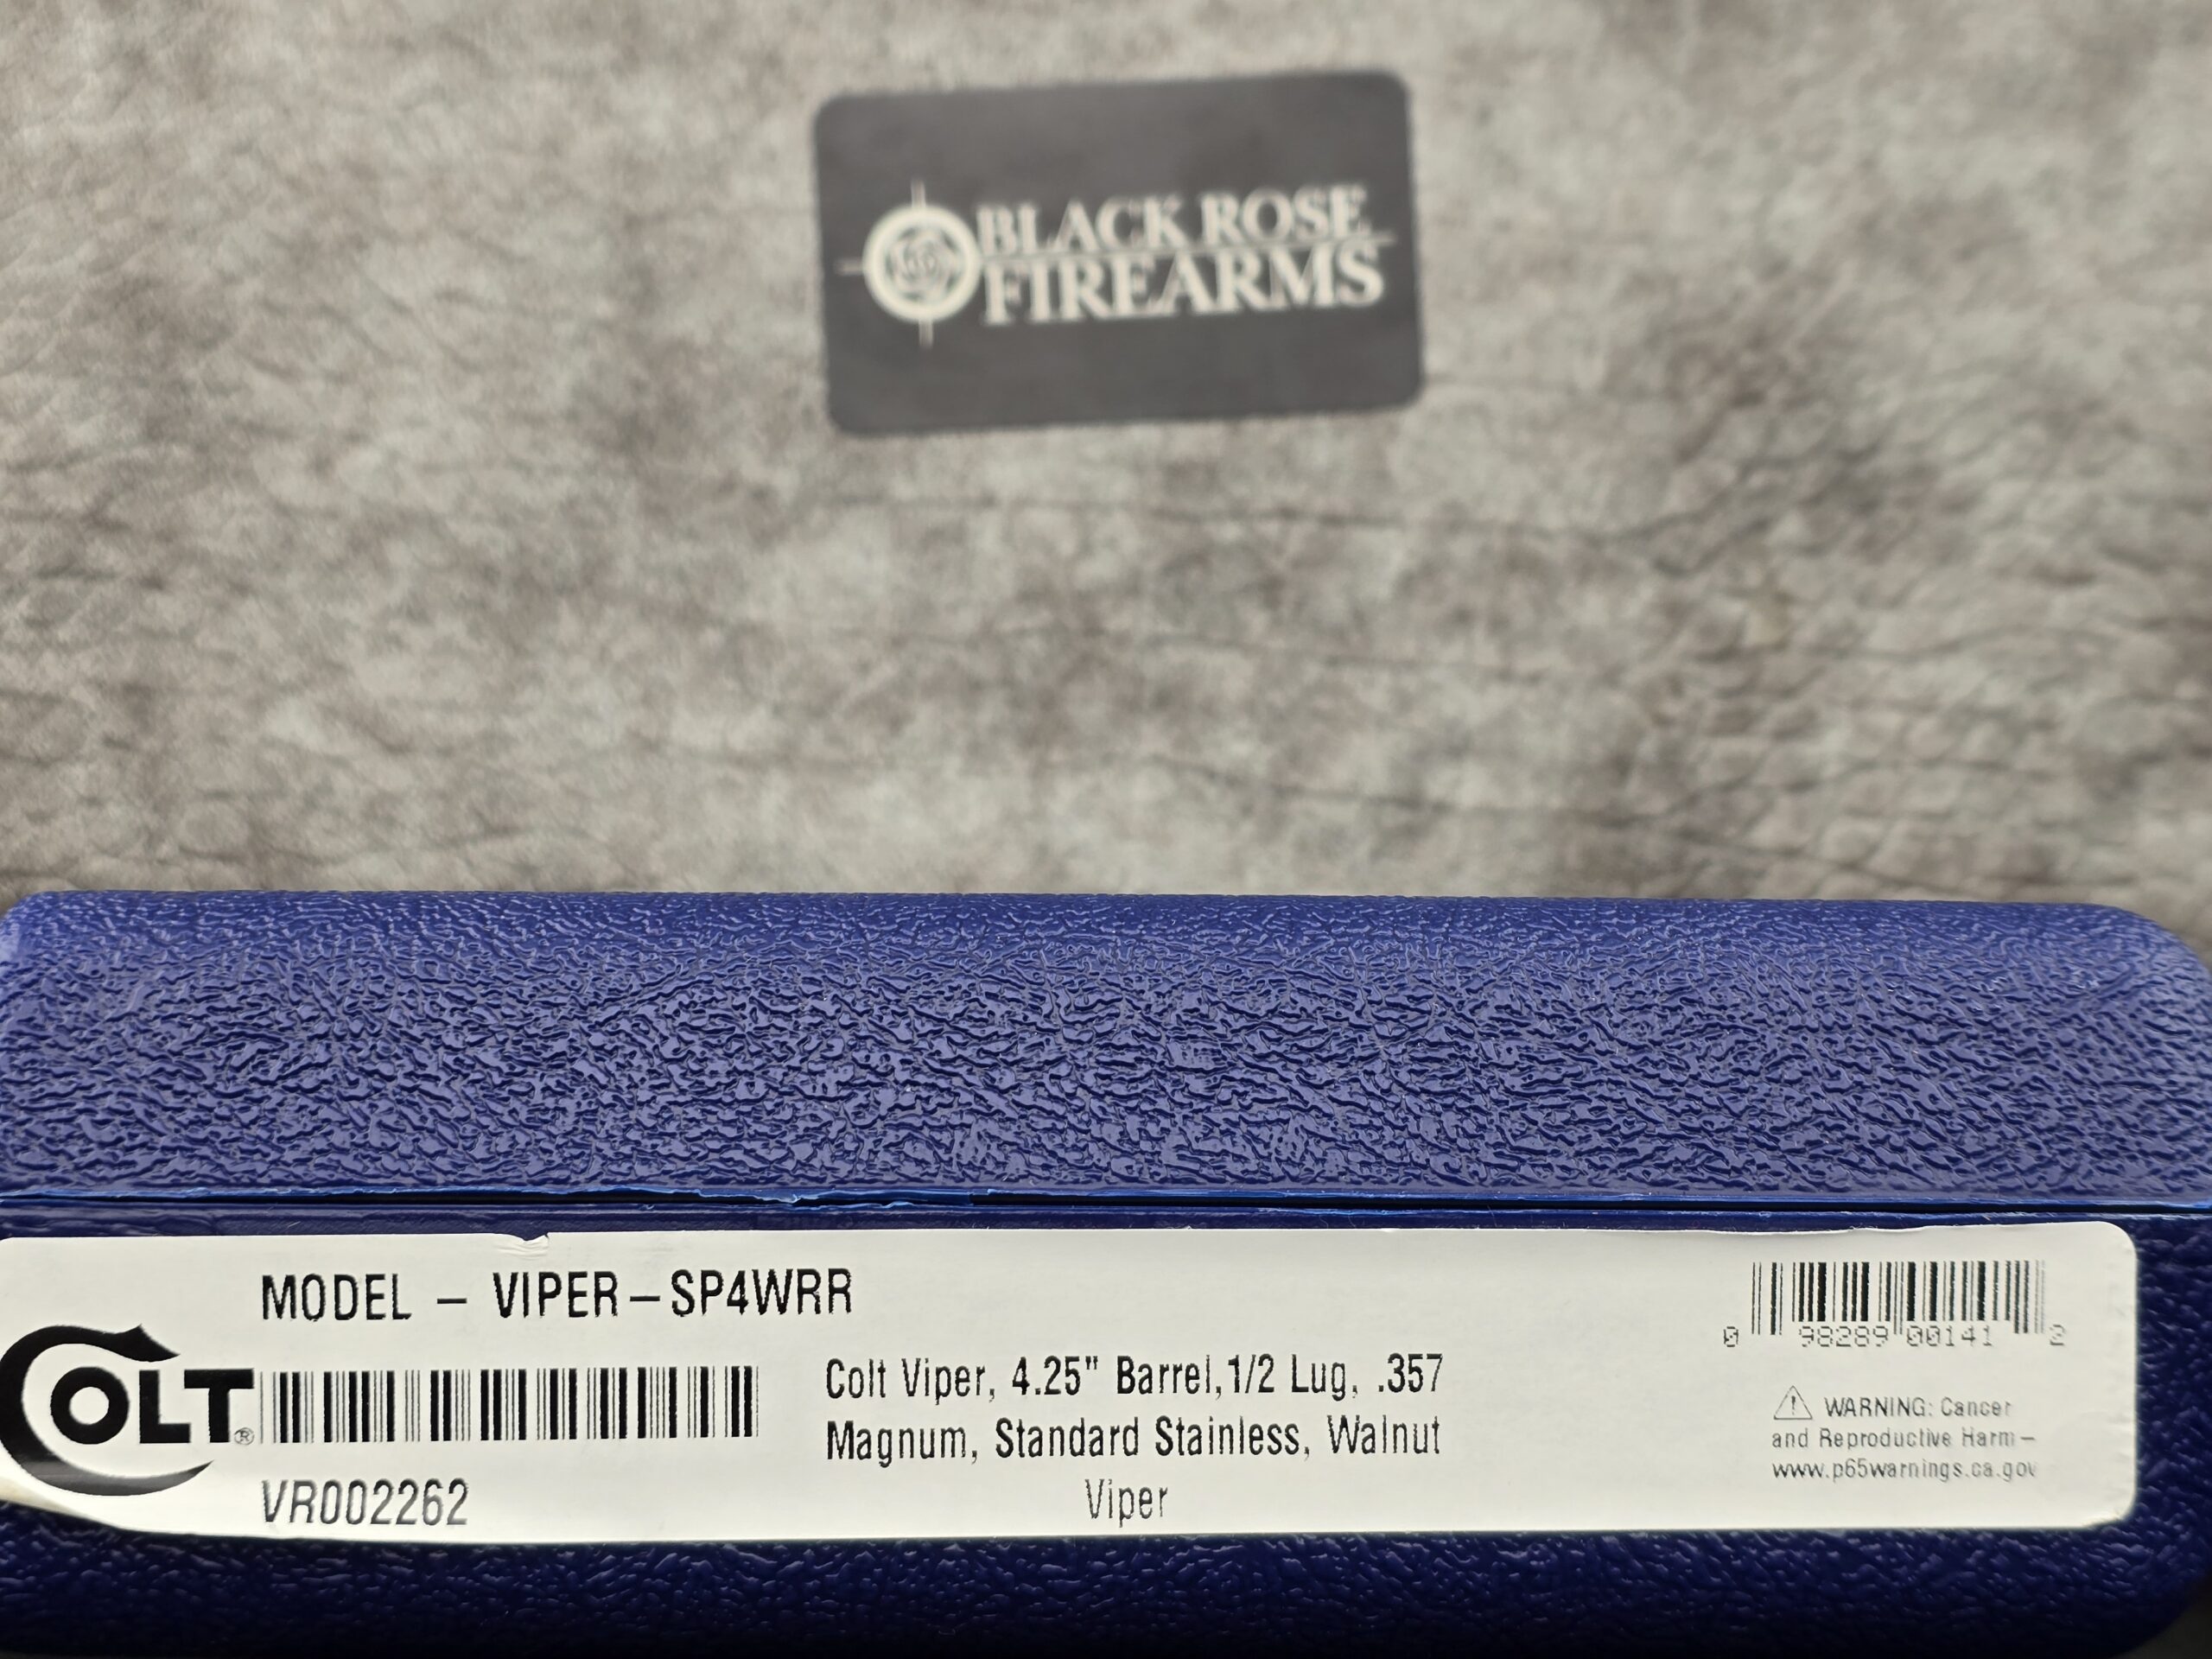 BLACK ROSE
FIREARMS
MODEL – VIPER–SP4WRR
COLT®
VR002262
Colt Viper, 4.25" Barrel,1/2 Lug, .357
Magnum, Standard Stainless, Walnut
Viper
0 98289 00141 2
WARNING: Cancer
and Reproductive Harm –
www.p65warnings.ca.gov